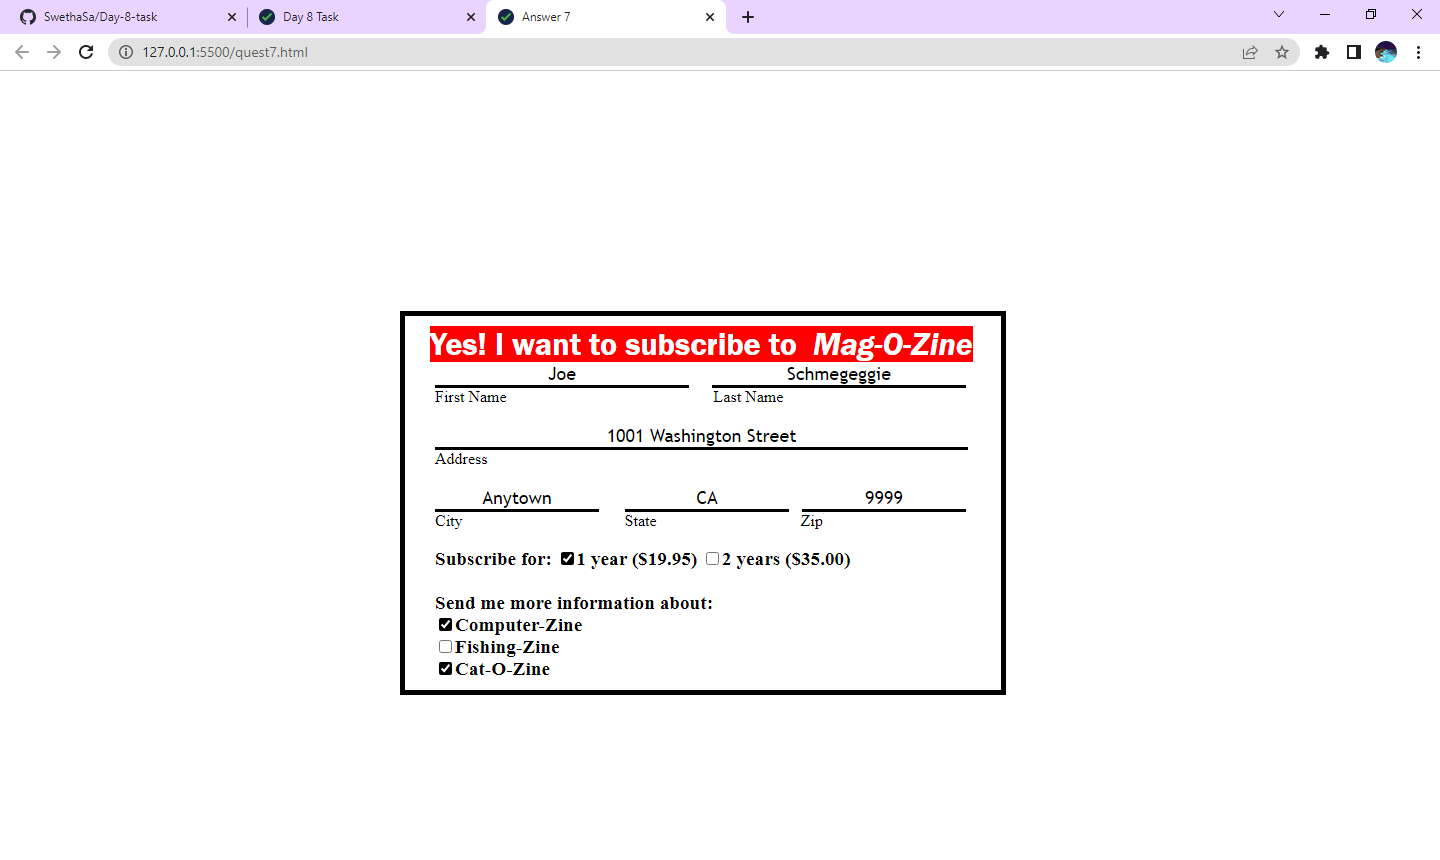 SwethaSa/Day-8-task Day 8 Task Answer 7
127.0.0.1:5500/quest7.html
Yes! I want to subscribe to Mag-O-Zine
Joe Schmegeggie
First Name Last Name
1001 Washington Street
Address
Anytown CA 9999
City State Zip
Subscribe for: 1 year ($19.95) 2 years ($35.00)
Send me more information about:
Computer-Zine
Fishing-Zine
Cat-O-Zine